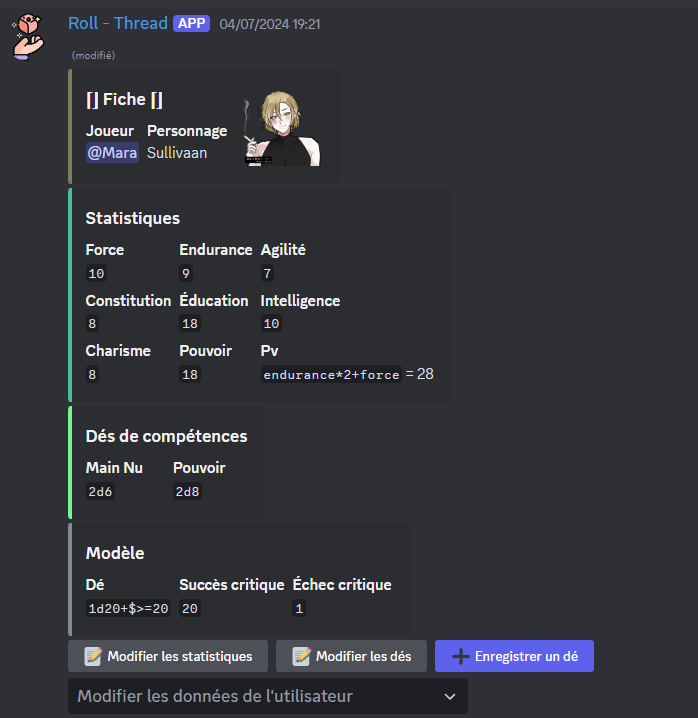 Roll - Thread APP 04/07/2024 19:21
(modifié)
⌈⌋ Fiche ⌈⌋
Joueur Personnage
@Mara Sullivaan
Statistiques
Force Endurance Agilité
10 9 7
Constitution Éducation Intelligence
8 18 10
Charisme Pouvoir Pv
8 18 endurance*2+force = 28
Dés de compétences
Main Nu Pouvoir
2d6 2d8
Modèle
Dé Succès critique Échec critique
1d20+$>=20 20 1
Modifier les statistiques Modifier les dés Enregistrer un dé
Modifier les données de l'utilisateur